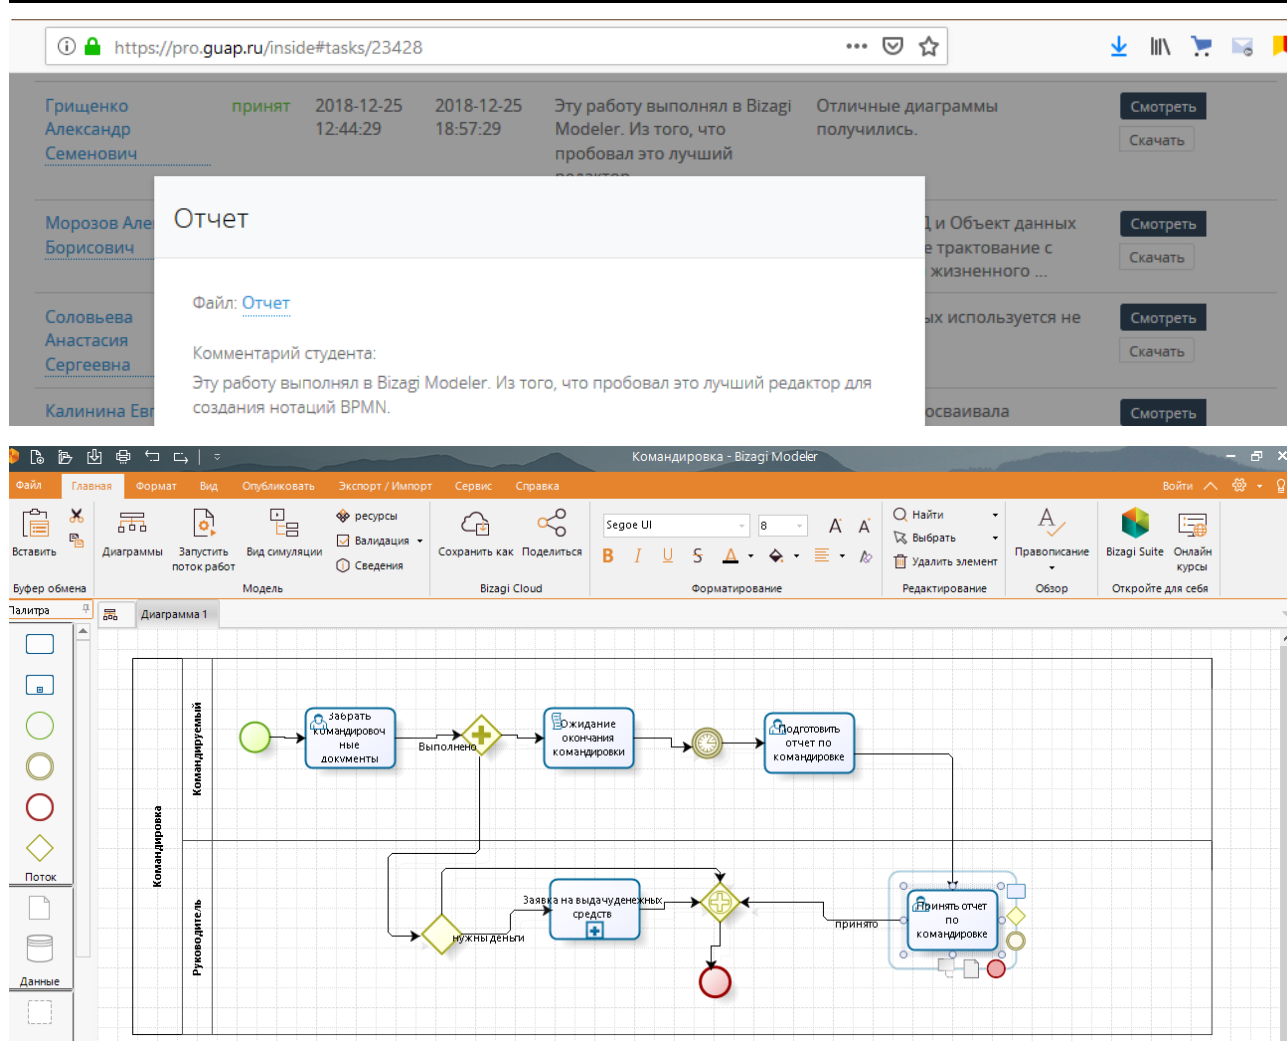 https://pro.guap.ru/inside#tasks/23428
Грищенко Александр Семенович
принят
2018-12-25 12:44:29
2018-12-25 18:57:29
Эту работу выполнял в Bizagi
Modeler. Из того, что
пробовал это лучший
Отличные диаграммы
получились.
Смотреть
Скачать
Морозов Але
Борисович
и Объект данных
е трактование с
жизненного ...
Смотреть
Скачать
Соловьева
Анастасия
Сергеевна
ых используется не
Смотреть
Скачать
Калинина Евг
осваивала
Смотреть
Отчет
Файл: Отчет
Комментарий студента:
Эту работу выполнял в Bizagi Modeler. Из того, что пробовал это лучший редактор для
создания нотаций BPMN.
Командировка - Bizagi Modeler
Файл Главная Формат Вид Опубликовать Экспорт / Импорт Сервис Справка Войти
Вставить
Буфер обмена
Диаграммы
Запустить
поток работ
Вид симуляции
ресурсы
Валидация
Сведения
Модель
Сохранить как Поделиться
Bizagi Cloud
Segoe UI 8 A A
B I U S A
Форматирование
Найти
Выбрать
Удалить элемент
Редактирование
Правописание
Обзор
Bizagi Suite
Онлайн
курсы
Откройте для себя
Палитра
Диаграмма 1
Поток
Данные
Командировка
Командируемый
Руководитель
Забрать
командировоч
ные
документы
Выполнено
Ожидание
окончания
командировки
Подготовить
отчет по
командировке
Заявка на выдачуденежных
средств
нужны деньги
принято
Принять отчет
по
командировке